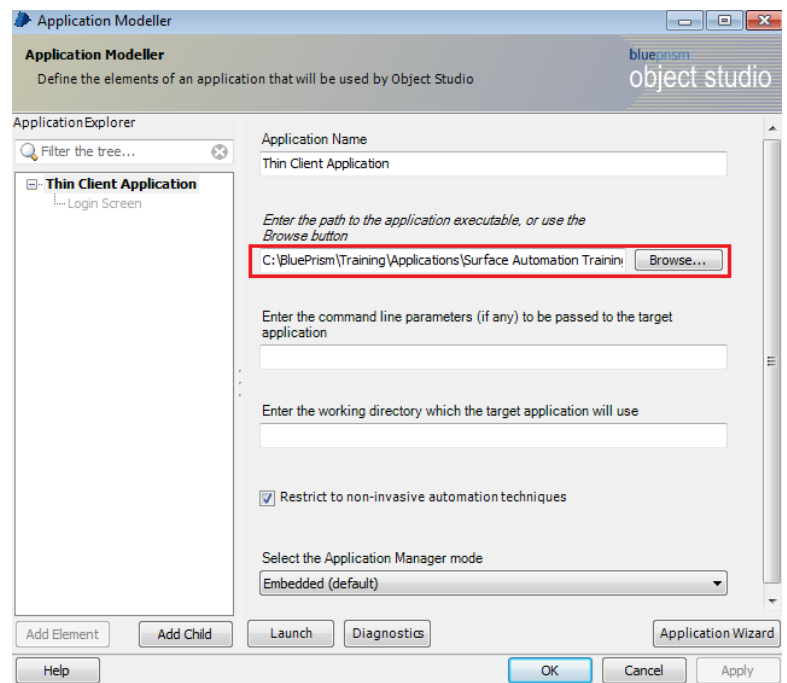 Application Modeller
Application Modeller
Define the elements of an application that will be used by Object Studio
blueprism
object studio
ApplicationExplorer
Filter the tree...
Thin Client Application
Login Screen
Application Name
Thin Client Application
Enter the path to the application executable, or use the
Browse button
C:\BluePrism\Training\Applications\Surface Automation Training
Browse...
Enter the command line parameters (if any) to be passed to the target
application
Enter the working directory which the target application will use
Restrict to non-invasive automation techniques
Select the Application Manager mode
Embedded (default)
Add Element
Add Child
Launch
Diagnostics
Application Wizard
Help
OK
Cancel
Apply